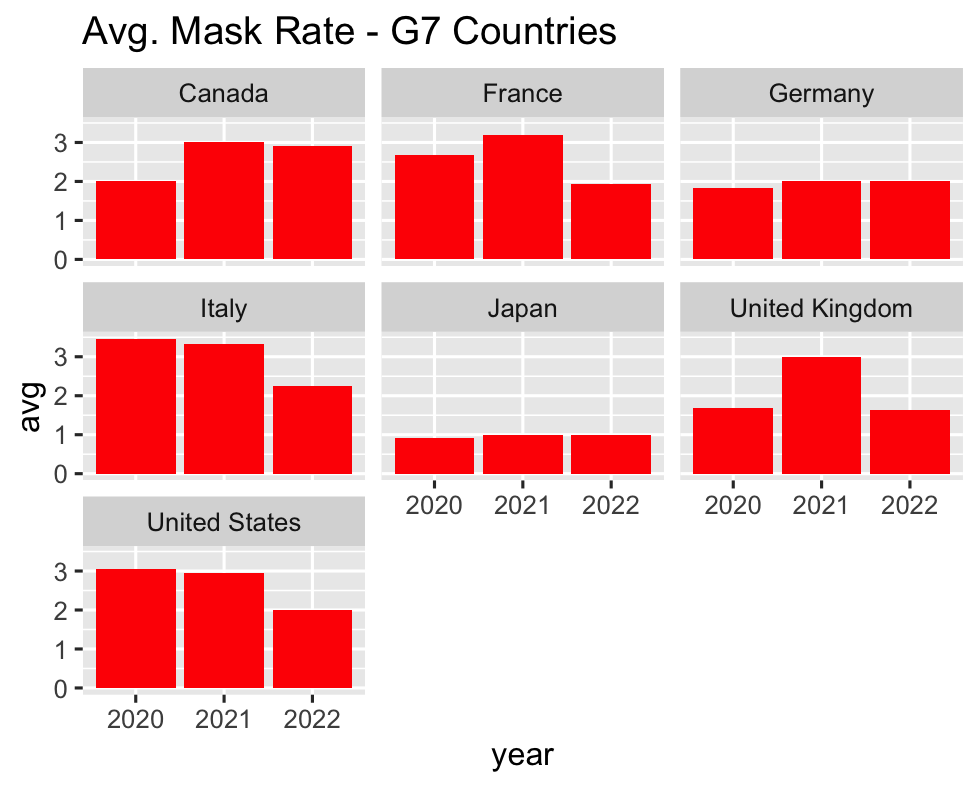 Avg. Mask Rate - G7 Countries
Canada France Germany
3
2
1
0
Italy Japan United Kingdom
3
2
1
0
avg
2020 2021 2022 2020 2021 2022
United States
3
2
1
0
2020 2021 2022
year